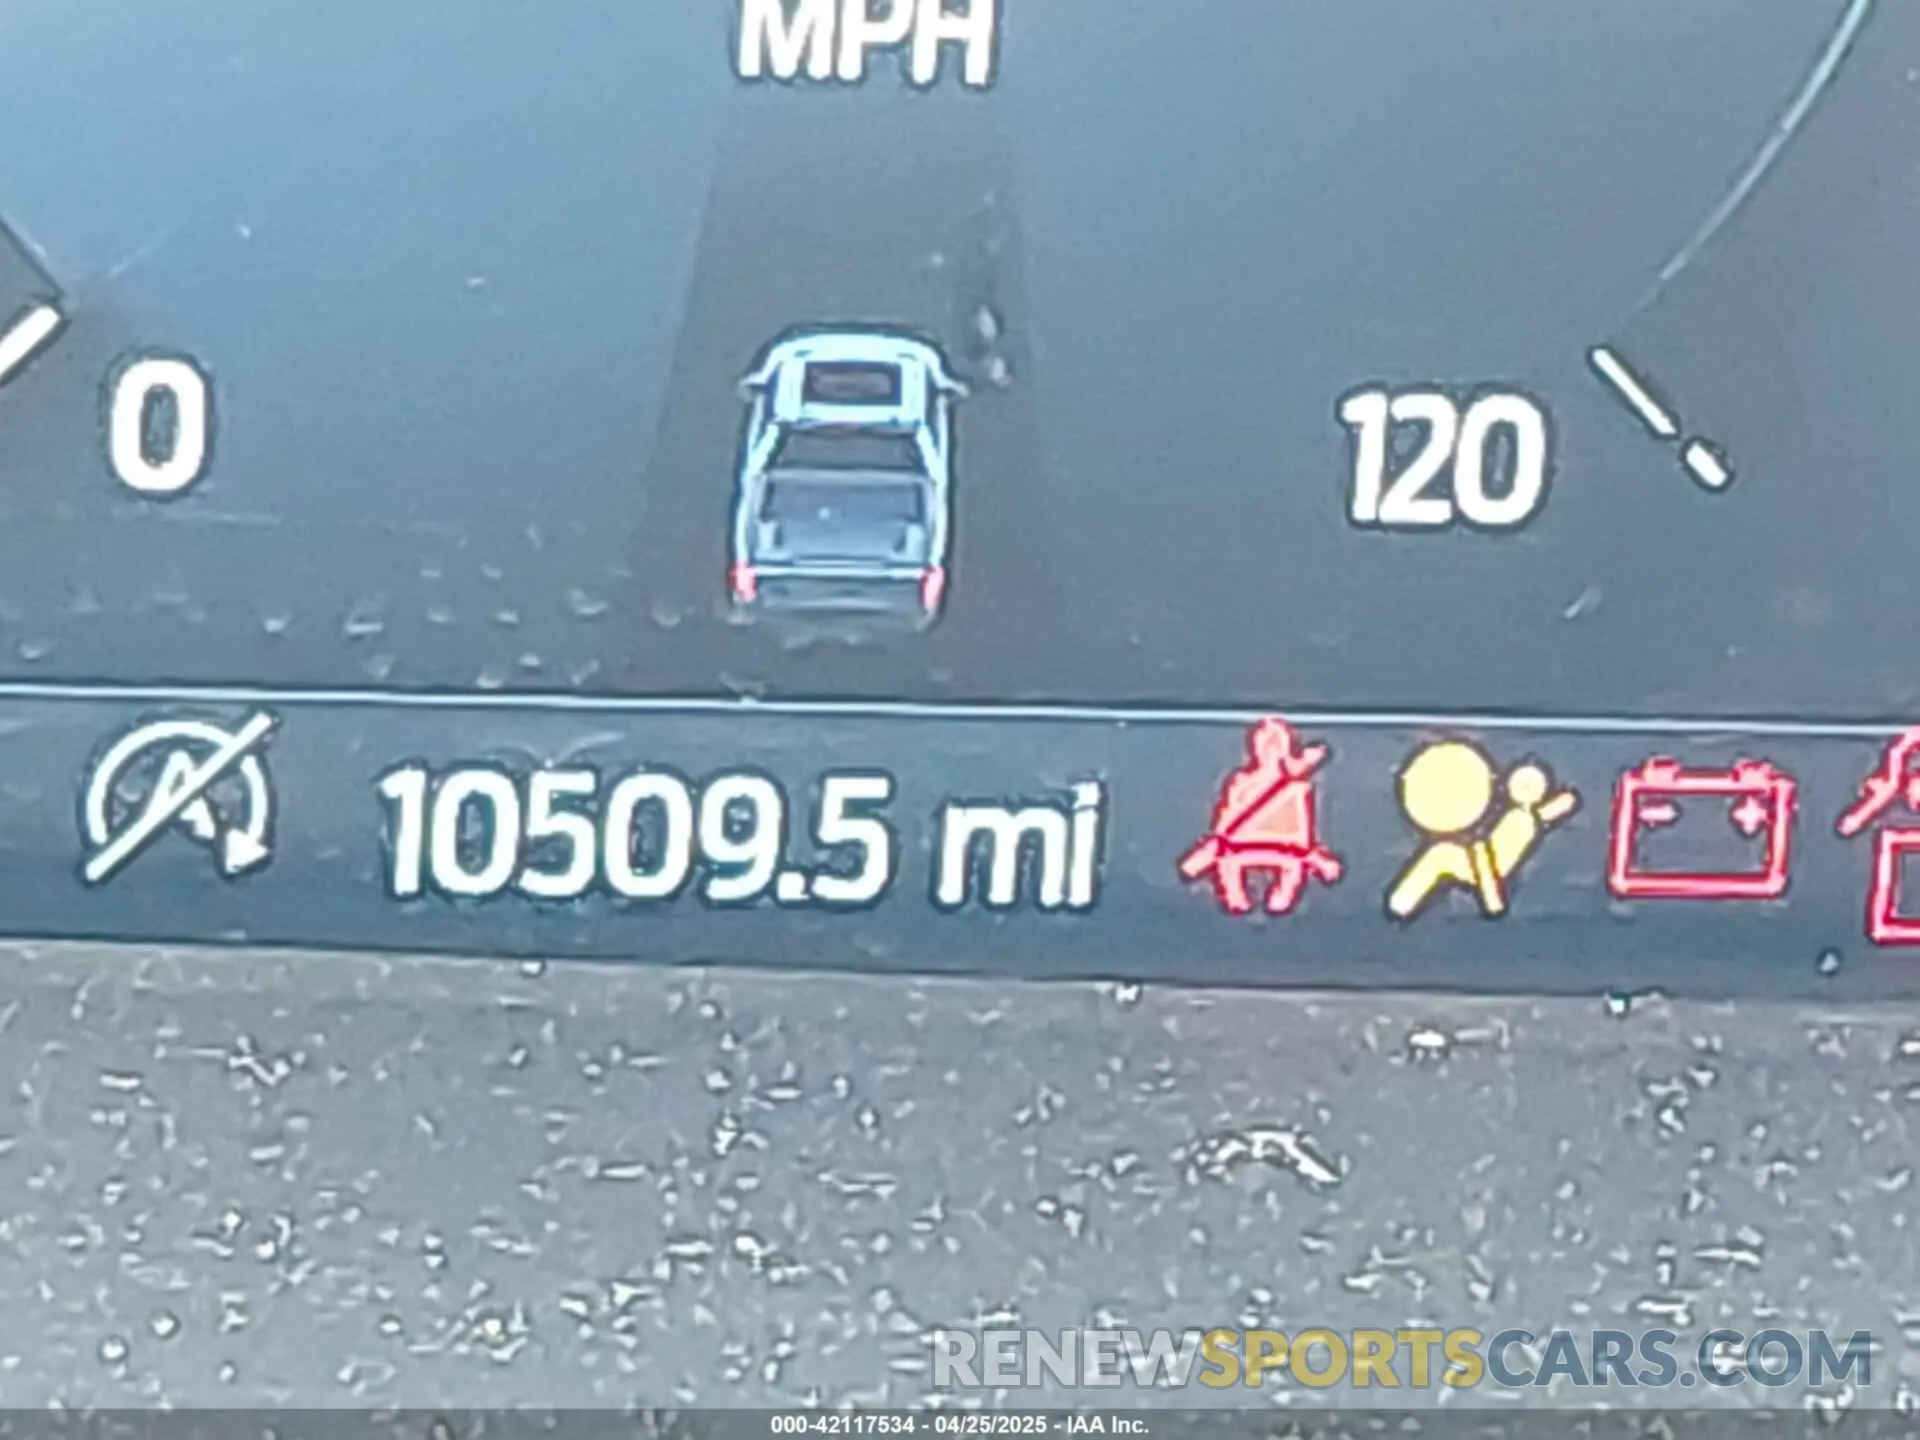 MPH
0
120
10509.5 mi
RENEWSPORTSCARS.COM
000-42117534 - 04/25/2025 - IAA Inc.